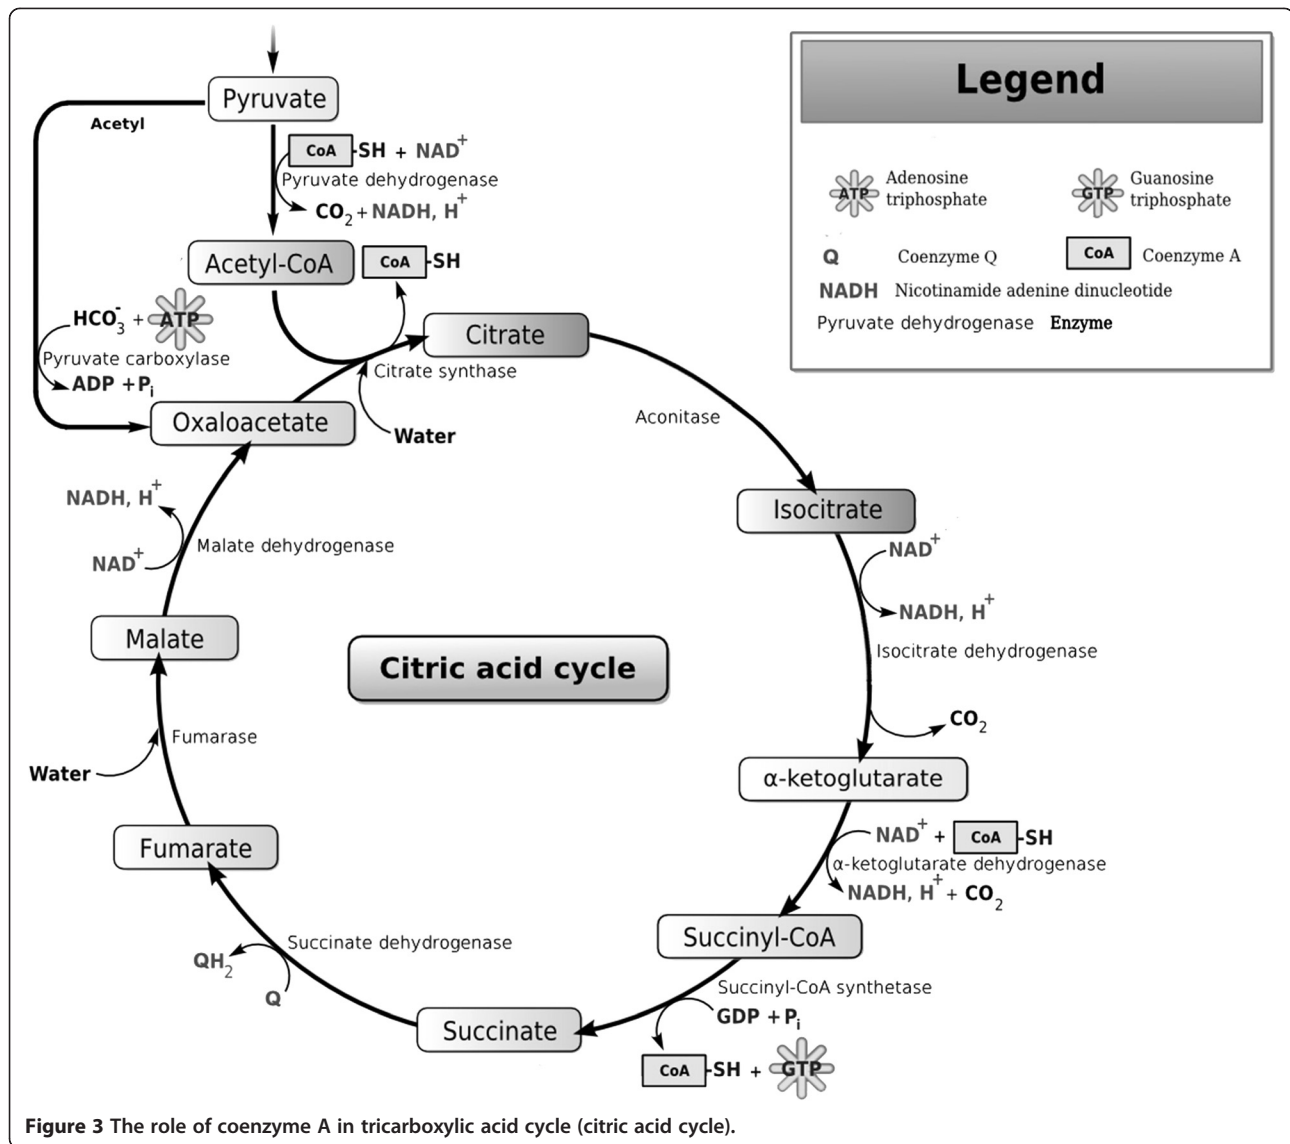 Pyruvate
Acetyl
CoA -SH + NAD+
Pyruvate dehydrogenase
CO2 + NADH, H+
Acetyl-CoA
CoA -SH
HCO3- + ATP
Pyruvate carboxylase
ADP + Pi
Citrate
Citrate synthase
Oxaloacetate
Water
Aconitase
Isocitrate
NAD+
NADH, H+
Isocitrate dehydrogenase
CO2
α-ketoglutarate
NAD+ + CoA -SH
α-ketoglutarate dehydrogenase
NADH, H+ + CO2
Succinyl-CoA
Succinyl-CoA synthetase
GDP + Pi
CoA -SH + GTP
Succinate
Succinate dehydrogenase
QH2
Q
Fumarate
Fumarase
Water
Malate
Malate dehydrogenase
NADH, H+
NAD+
Citric acid cycle
Legend
ATP Adenosine
triphosphate
GTP Guanosine
triphosphate
Q Coenzyme Q
CoA Coenzyme A
NADH Nicotinamide adenine dinucleotide
Pyruvate dehydrogenase Enzyme
Figure 3 The role of coenzyme A in tricarboxylic acid cycle (citric acid cycle).